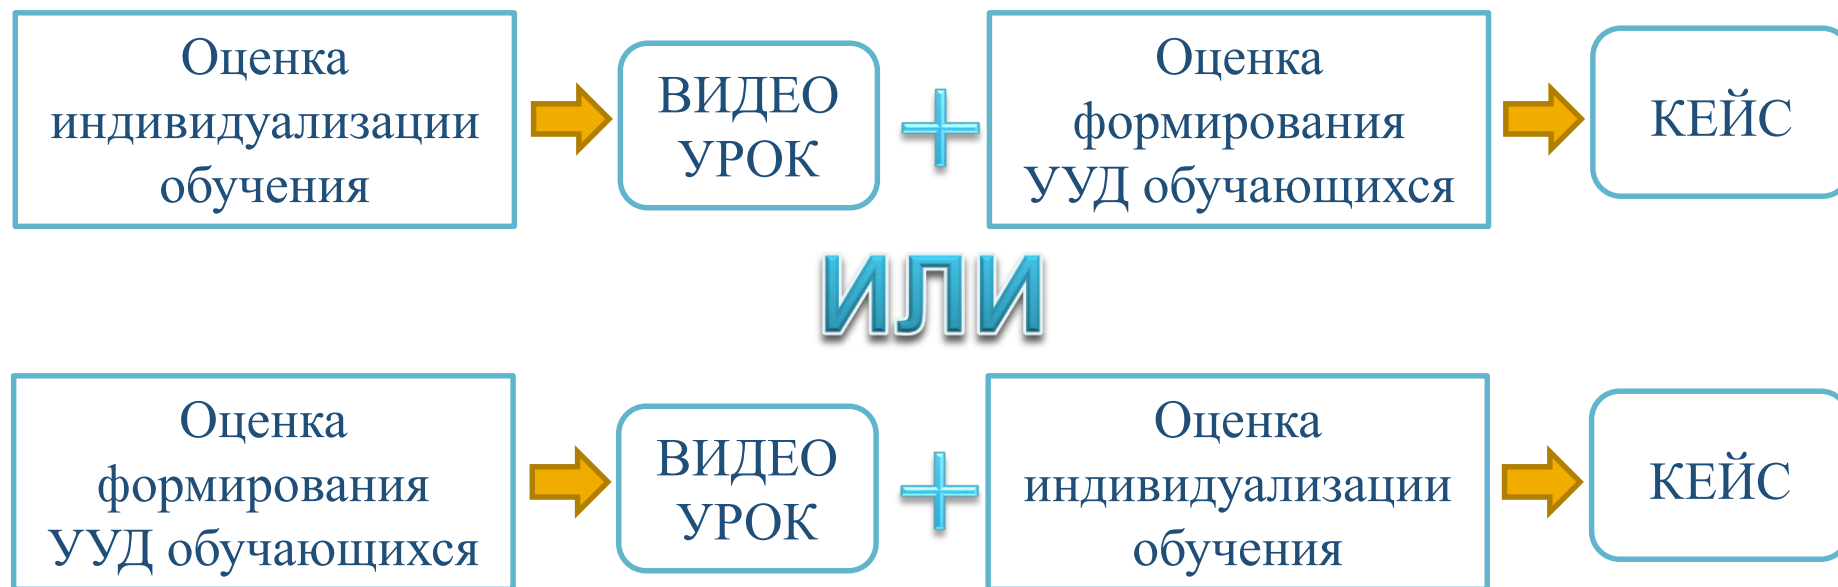 Оценка
индивидуализации
обучения
ВИДЕО
УРОК
+
Оценка
формирования
УУД обучающихся
КЕЙС
ИЛИ
Оценка
формирования
УУД обучающихся
ВИДЕО
УРОК
+
Оценка
индивидуализации
обучения
КЕЙС